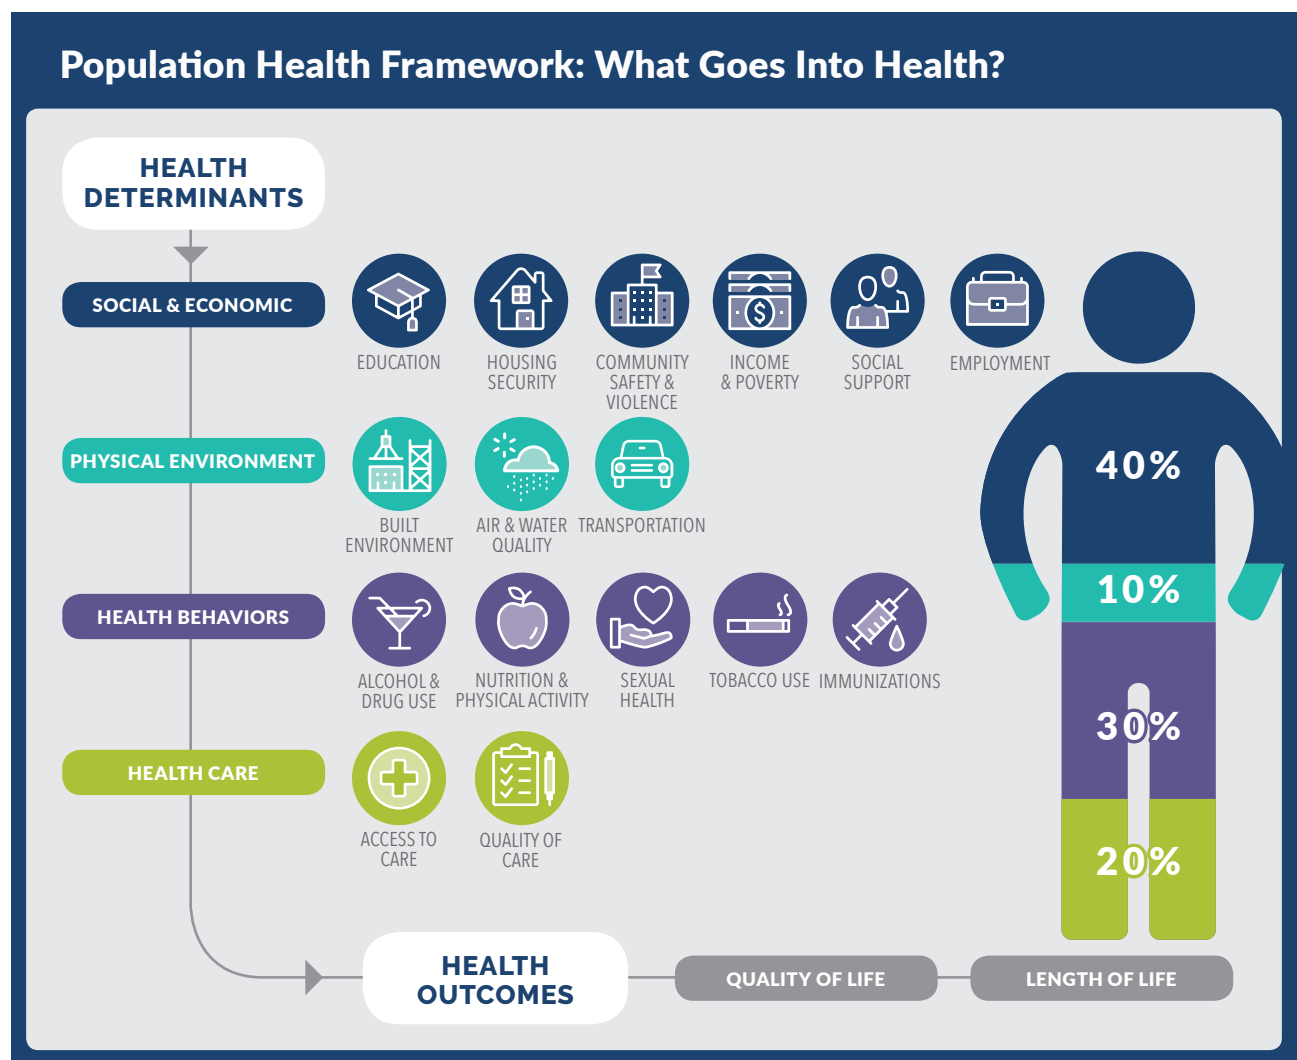 Population Health Framework: What Goes Into Health?
HEALTH
DETERMINANTS
SOCIAL & ECONOMIC
EDUCATION
HOUSING
SECURITY
COMMUNITY
SAFETY &
VIOLENCE
INCOME
& POVERTY
SOCIAL
SUPPORT
EMPLOYMENT
$
40%
PHYSICAL ENVIRONMENT
BUILT
ENVIRONMENT
AIR & WATER
QUALITY
TRANSPORTATION
10%
HEALTH BEHAVIORS
ALCOHOL &
DRUG USE
NUTRITION &
PHYSICAL ACTIVITY
SEXUAL
HEALTH
TOBACCO USE
IMMUNIZATIONS
30%
HEALTH CARE
ACCESS TO
CARE
QUALITY OF
CARE
20%
HEALTH
OUTCOMES
QUALITY OF LIFE
LENGTH OF LIFE